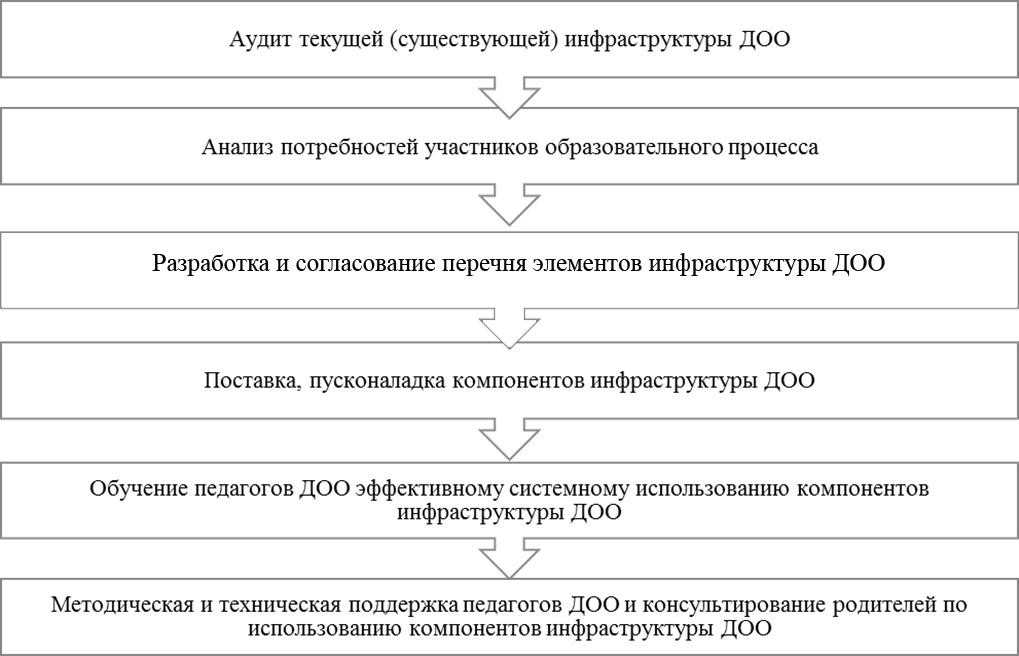 Аудит текущей (существующей) инфраструктуры ДОО
Анализ потребностей участников образовательного процесса
Разработка и согласование перечня элементов инфраструктуры ДОО
Поставка, пусконаладка компонентов инфраструктуры ДОО
Обучение педагогов ДОО эффективному системному использованию компонентов
инфраструктуры ДОО
Методическая и техническая поддержка педагогов ДОО и консультирование родителей по
использованию компонентов инфраструктуры ДОО